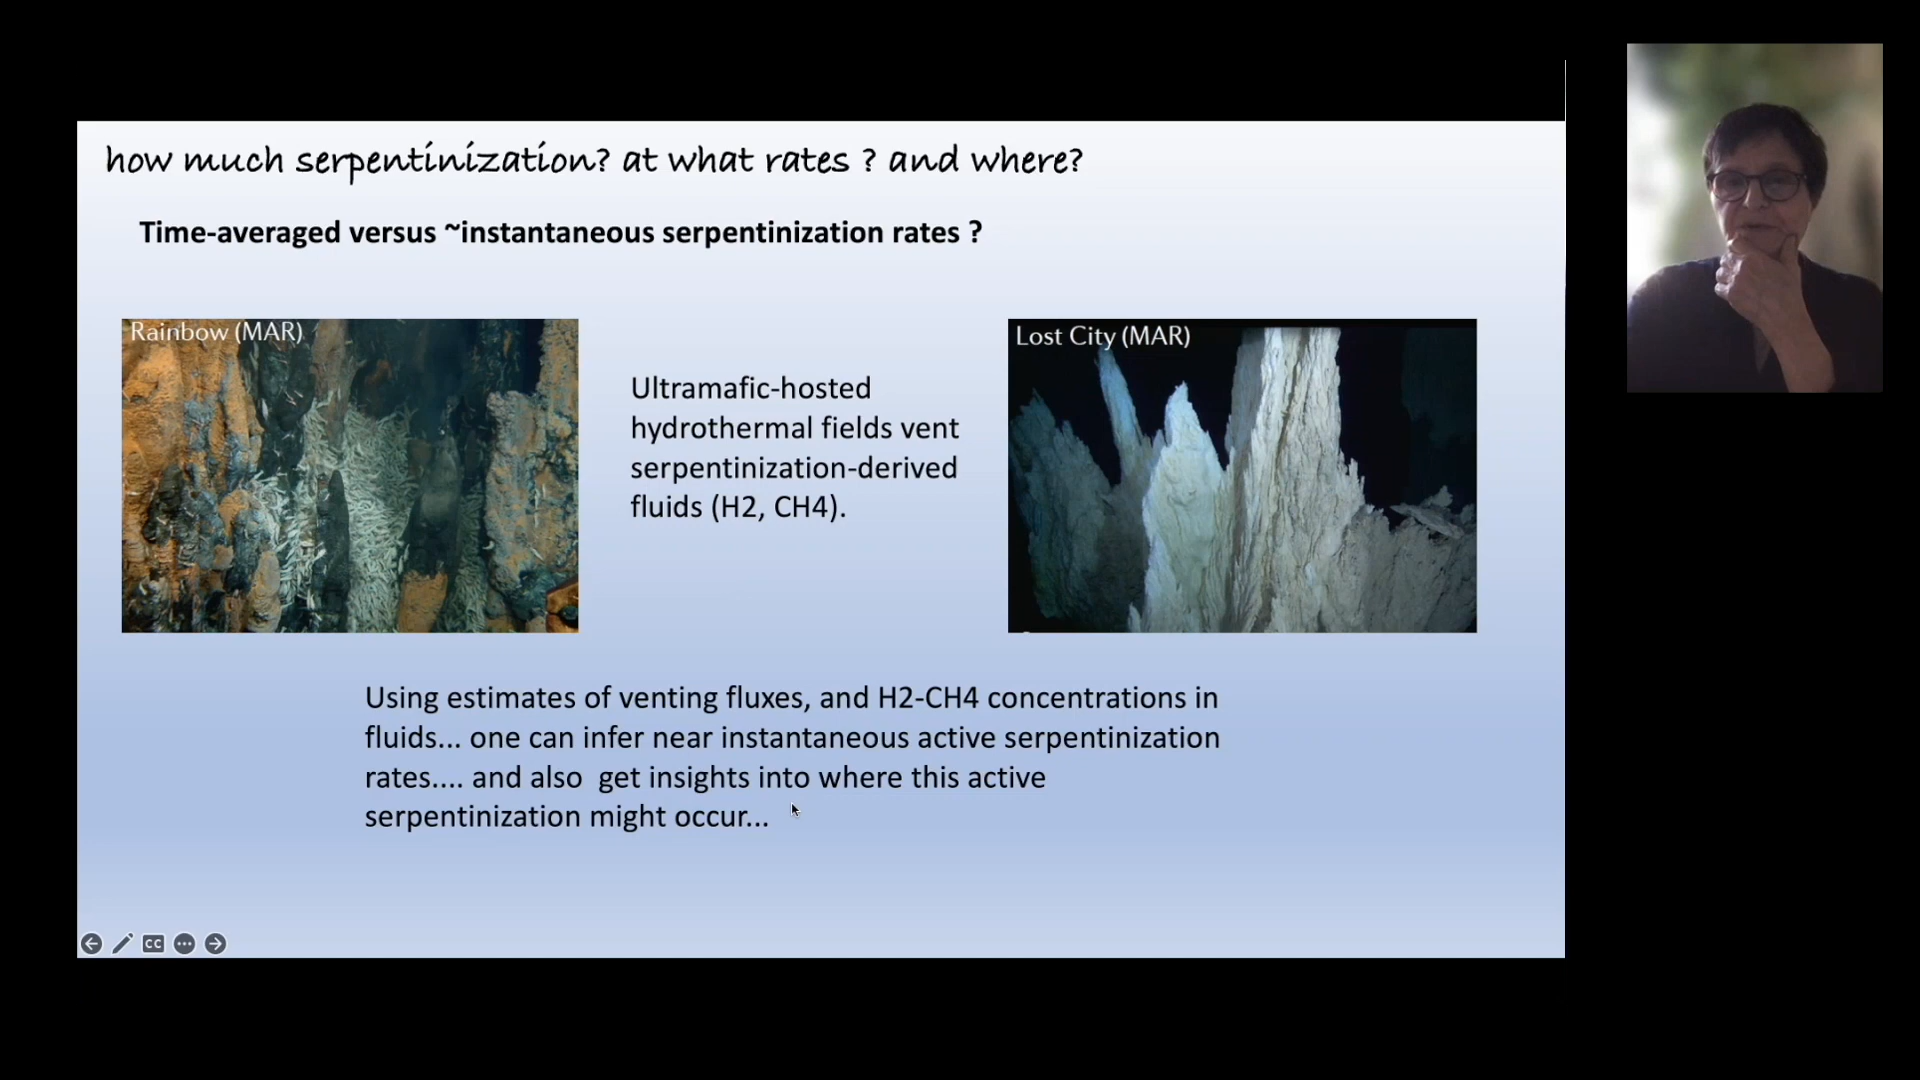 how much serpentinization? at what rates ? and where?
Time-averaged versus ~instantaneous serpentinization rates ?
Rainbow (MAR)
Ultramafic-hosted
hydrothermal fields vent
serpentinization-derived
fluids (H2, CH4).
Lost City (MAR)
Using estimates of venting fluxes, and H2-CH4 concentrations in
fluids... one can infer near instantaneous active serpentinization
rates.... and also  get insights into where this active
serpentinization might occur...
CC